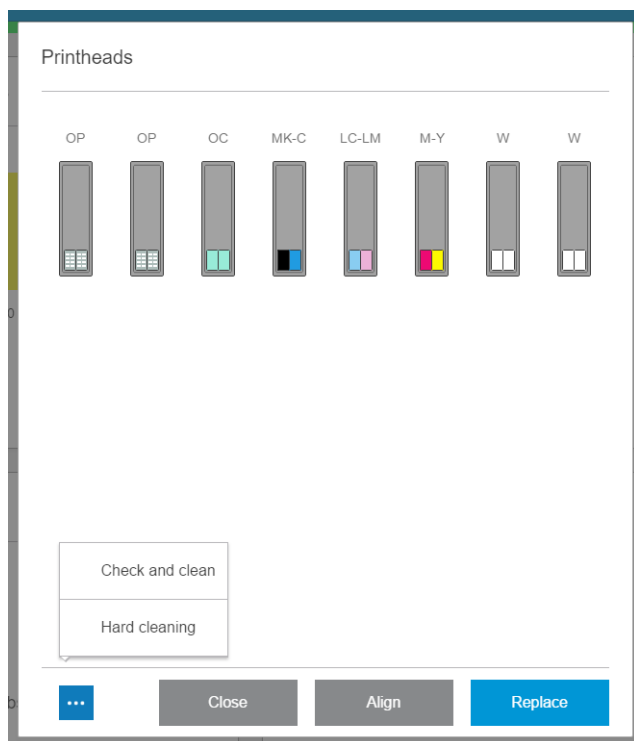 Printheads
OP OP OC MK-C LC-LM M-Y W W
Check and clean
Hard cleaning
... Close Align Replace